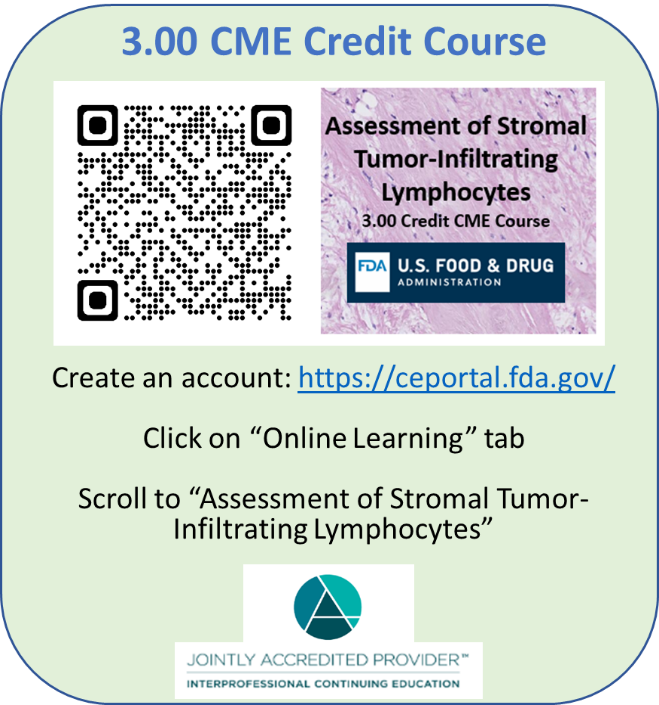 3.00 CME Credit Course
Assessment of Stromal
Tumor-Infiltrating
Lymphocytes
3.00 Credit CME Course
FDA U.S. FOOD & DRUG
ADMINISTRATION
Create an account: https://ceportal.fda.gov/
Click on “Online Learning” tab
Scroll to “Assessment of Stromal Tumor-
Infiltrating Lymphocytes”
JOINTLY ACCREDITED PROVIDER™
INTERPROFESSIONAL CONTINUING EDUCATION